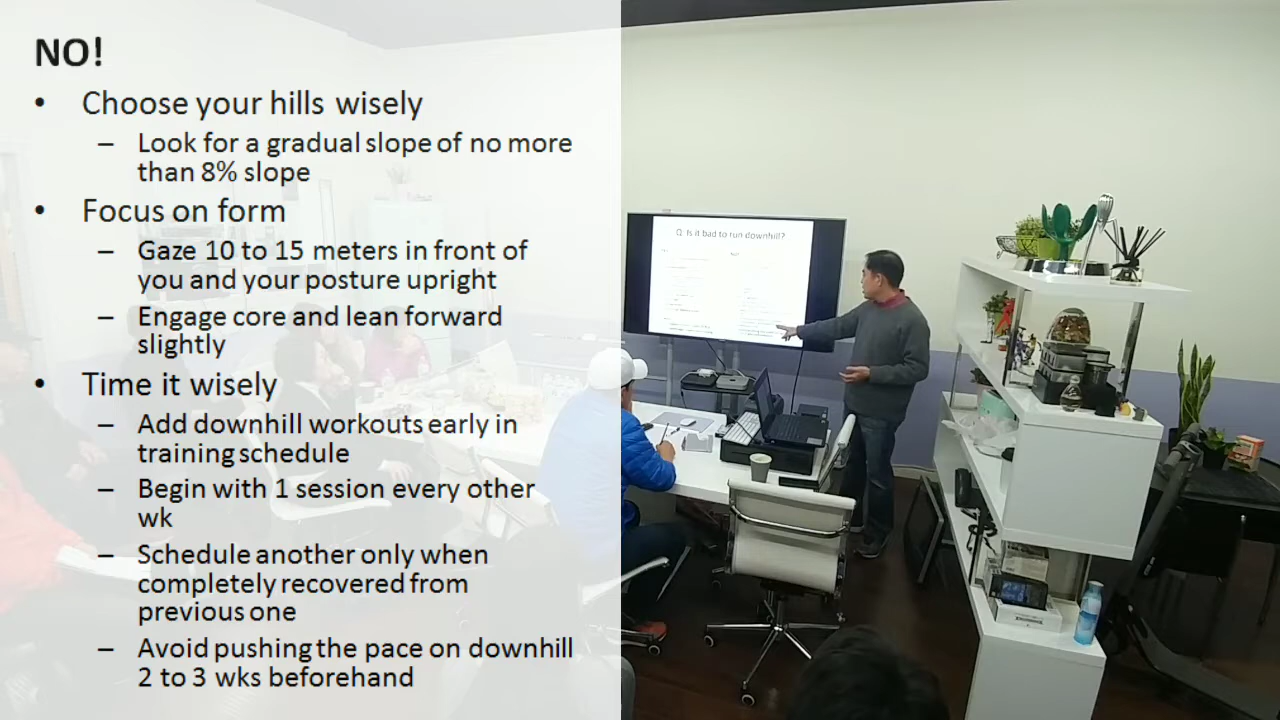 NO!
• Choose your hills wisely
– Look for a gradual slope of no more
than 8% slope
• Focus on form
– Gaze 10 to 15 meters in front of
you and your posture upright
– Engage core and lean forward
slightly
• Time it wisely
– Add downhill workouts early in
training schedule
– Begin with 1 session every other
wk
– Schedule another only when
completely recovered from
previous one
– Avoid pushing the pace on downhill
2 to 3 wks beforehand
Q: Is it bad to run downhill?